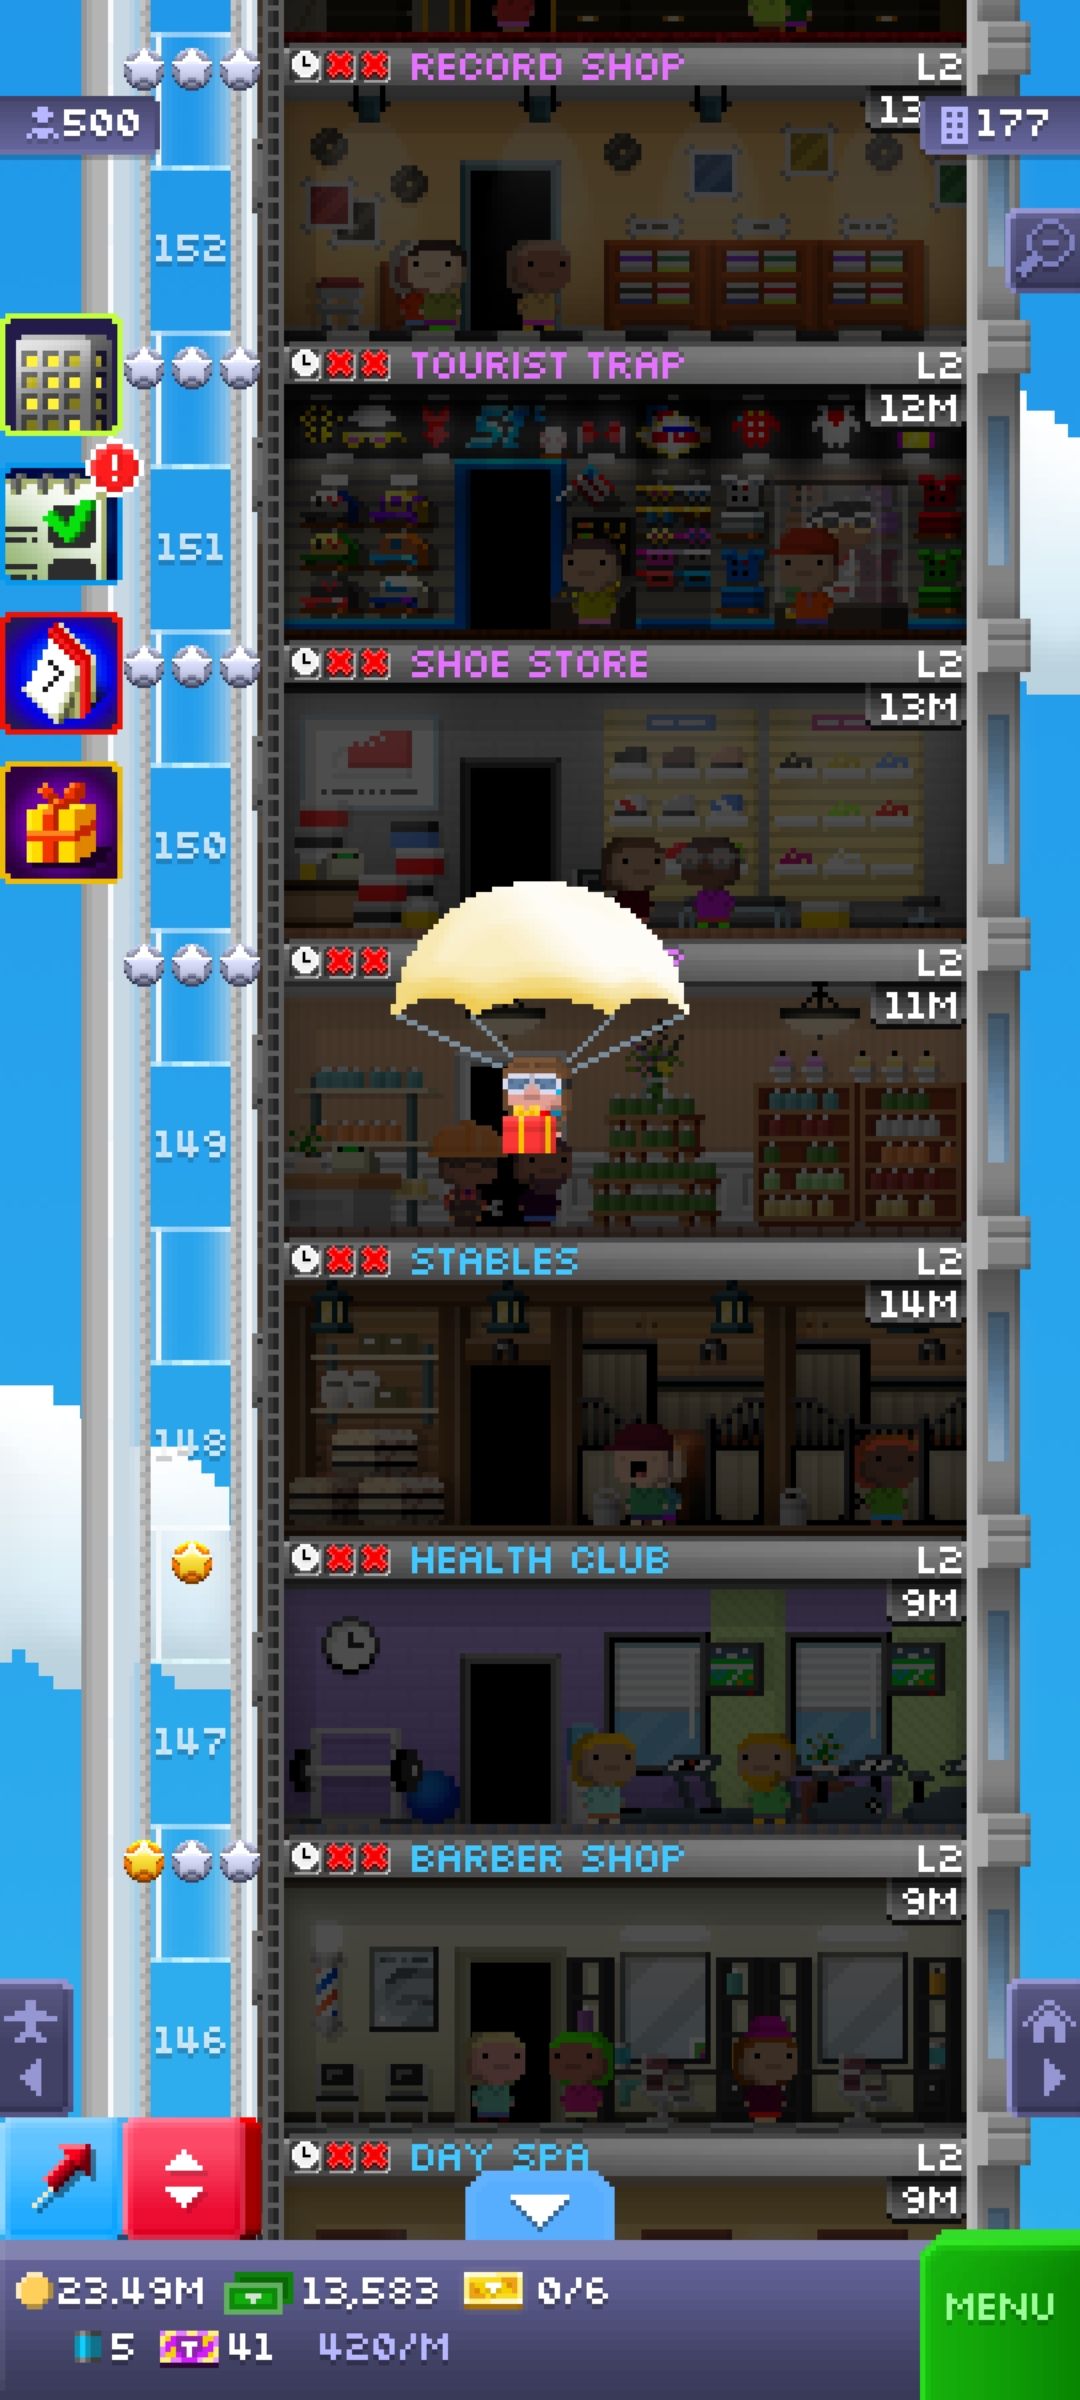 RECORD SHOP L2
500
13
177
152
TOURIST TRAP L2
12M
151
SHOE STORE L2
13M
150
L2
11M
149
STABLES L2
14M
148
HEALTH CLUB L2
9M
147
BARBER SHOP L2
9M
146
DAY SPA L2
9M
23.49M 13,583 0/6
5 41 420/M
MENU